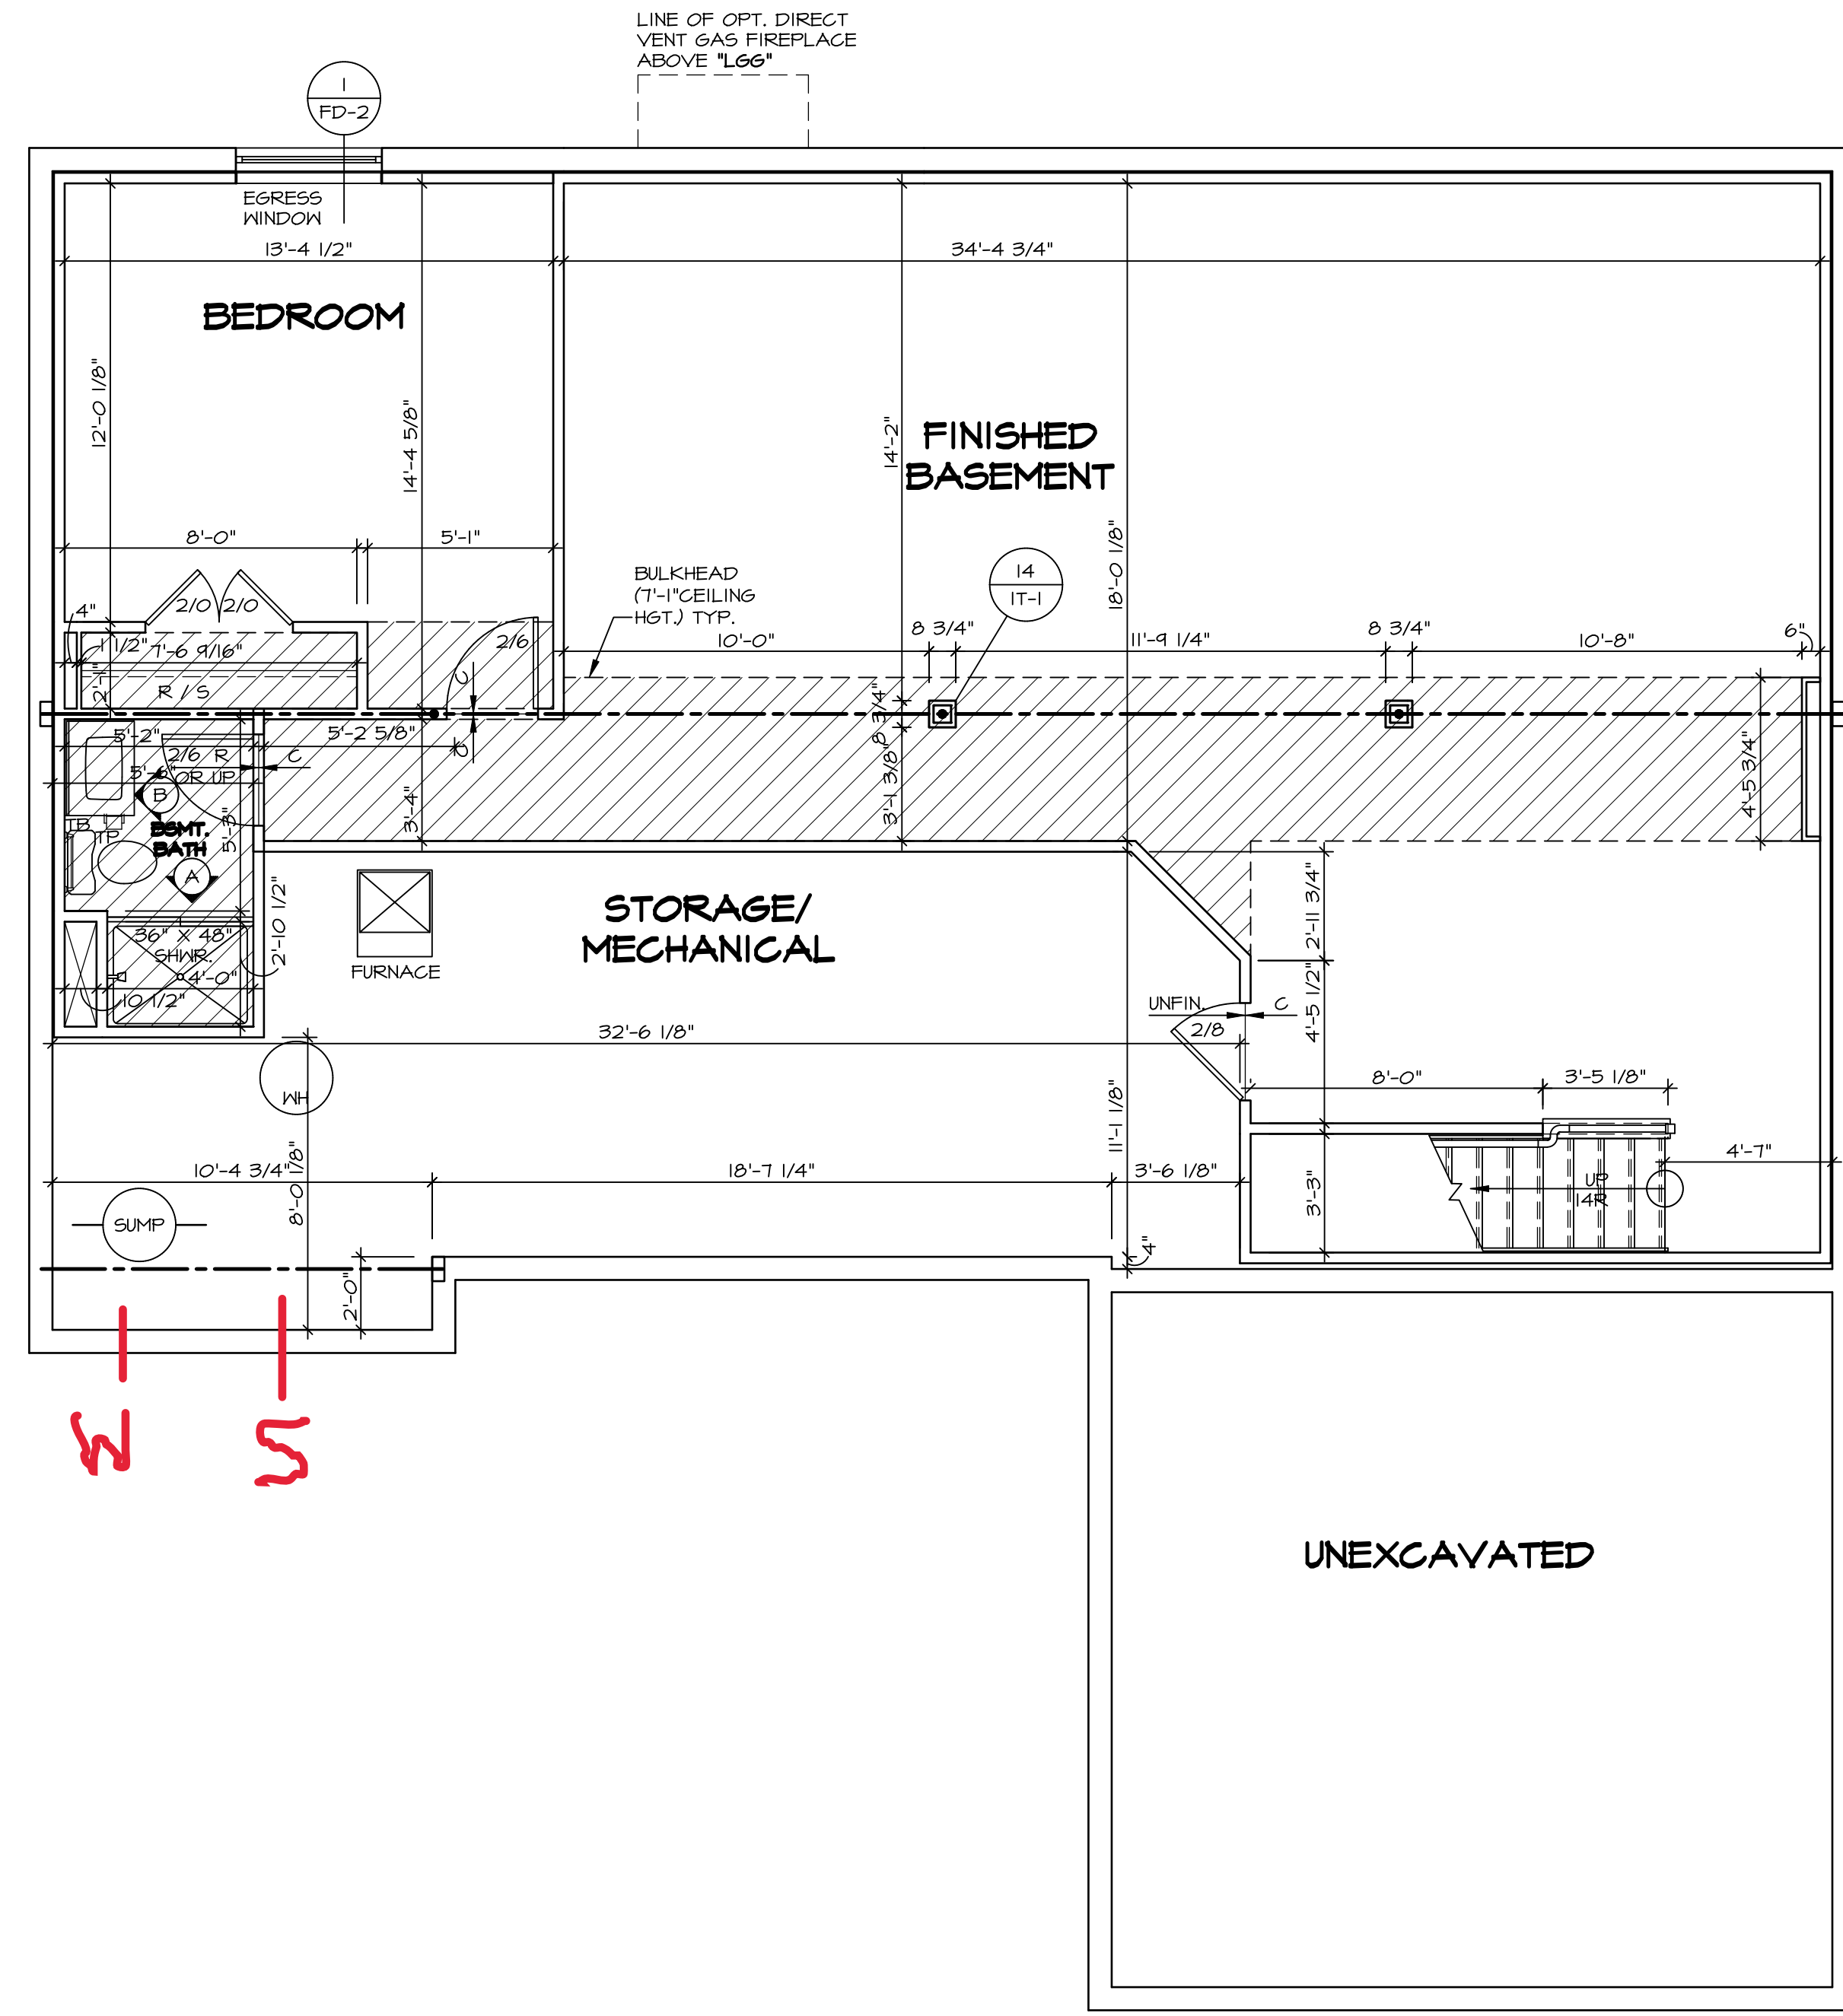 LINE OF OPT. DIRECT
VENT GAS FIREPLACE
ABOVE "LGG"
1
FD-2
EGRESS
WINDOW
13'-4 1/2"
34'-4 3/4"
BEDROOM
12'-0 1/8"
14'-4 5/8"
14'-2"
FINISHED
BASEMENT
18'-0 1/8"
8'-0"
5'-1"
BULKHEAD
(7'-1"CEILING
HGT.) TYP.
14
1T-1
4"
2/0
2/0
2/6
1 1/2"
7'-6 9/16"
R / S
C
C
10'-0"
8 3/4"
11'-9 1/4"
8 3/4"
10'-8"
6"
8 3/4"
5'-2"
5'-2 5/8"
2/6 R
C
5'-6"
OR UP
B
TB
TP
BSMT.
BATH
5'-3"
3'-4"
3'-1 3/8"
4'-5 3/4"
A
STORAGE/
MECHANICAL
2'-10 1/2"
2'-11 3/4"
36" X 48"
SHWR.
4'-0"
10 1/2"
FURNACE
UNFIN.
C
2/8
4'-5 1/2"
32'-6 1/8"
WH
8'-0"
3'-5 1/8"
11'-1 1/8"
10'-4 3/4"
8'-0 1/8"
18'-7 1/4"
3'-6 1/8"
4'-7"
3'-3"
UP
14R
SUMP
4"
2'-0"
UNEXCAVATED